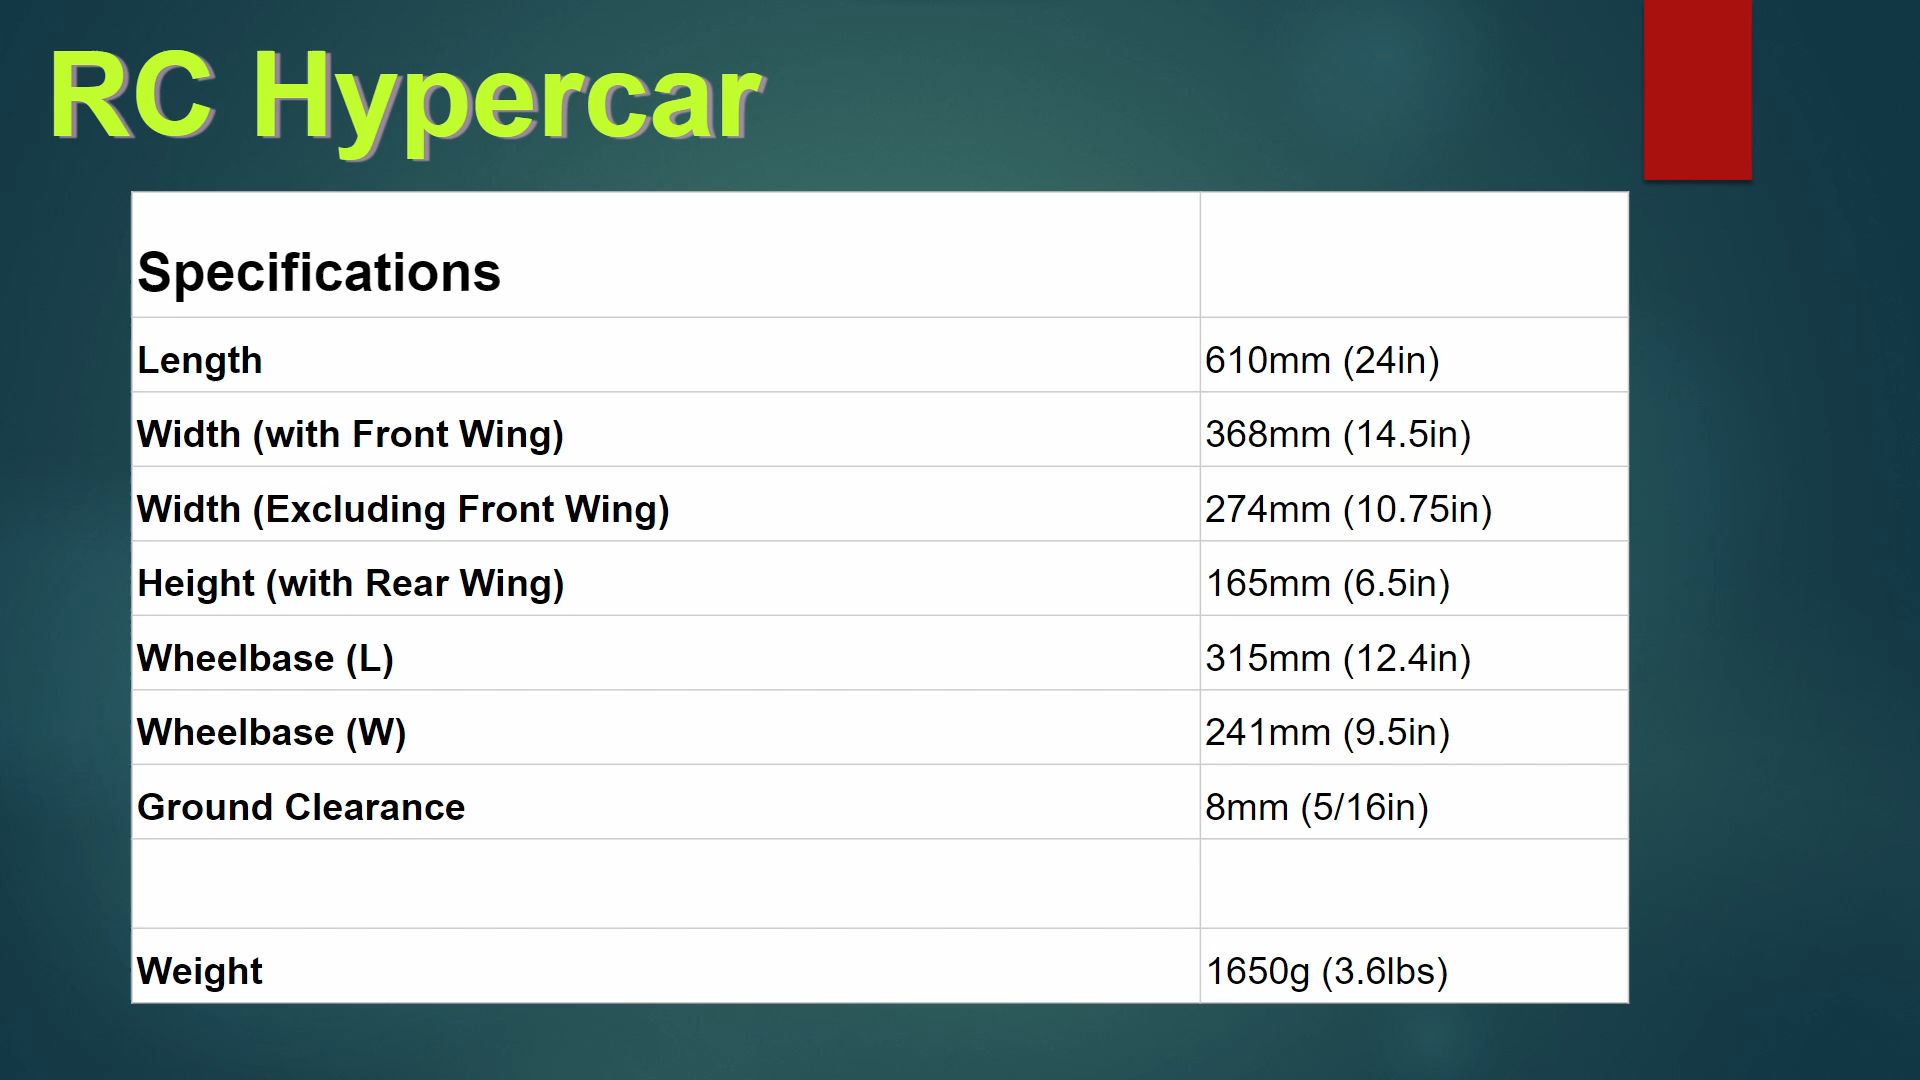 RC Hypercar
Specifications
Length 610mm (24in)
Width (with Front Wing) 368mm (14.5in)
Width (Excluding Front Wing) 274mm (10.75in)
Height (with Rear Wing) 165mm (6.5in)
Wheelbase (L) 315mm (12.4in)
Wheelbase (W) 241mm (9.5in)
Ground Clearance 8mm (5/16in)
Weight 1650g (3.6lbs)